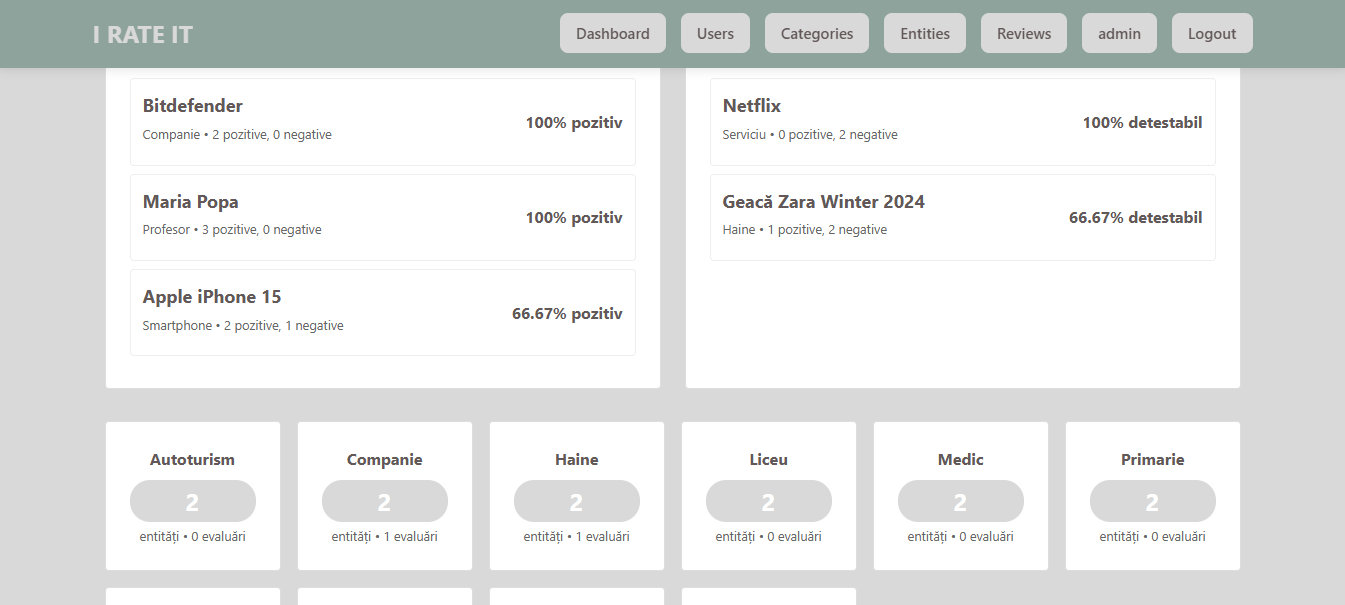 I RATE IT
Dashboard
Users
Categories
Entities
Reviews
admin
Logout
Bitdefender
Companie • 2 pozitive, 0 negative
100% pozitiv
Maria Popa
Profesor • 3 pozitive, 0 negative
100% pozitiv
Apple iPhone 15
Smartphone • 2 pozitive, 1 negative
66.67% pozitiv
Netflix
Serviciu • 0 pozitive, 2 negative
100% detestabil
Geacă Zara Winter 2024
Haine • 1 pozitive, 2 negative
66.67% detestabil
Autoturism
2
entități • 0 evaluări
Companie
2
entități • 1 evaluări
Haine
2
entități • 1 evaluări
Liceu
2
entități • 0 evaluări
Medic
2
entități • 0 evaluări
Primarie
2
entități • 0 evaluări